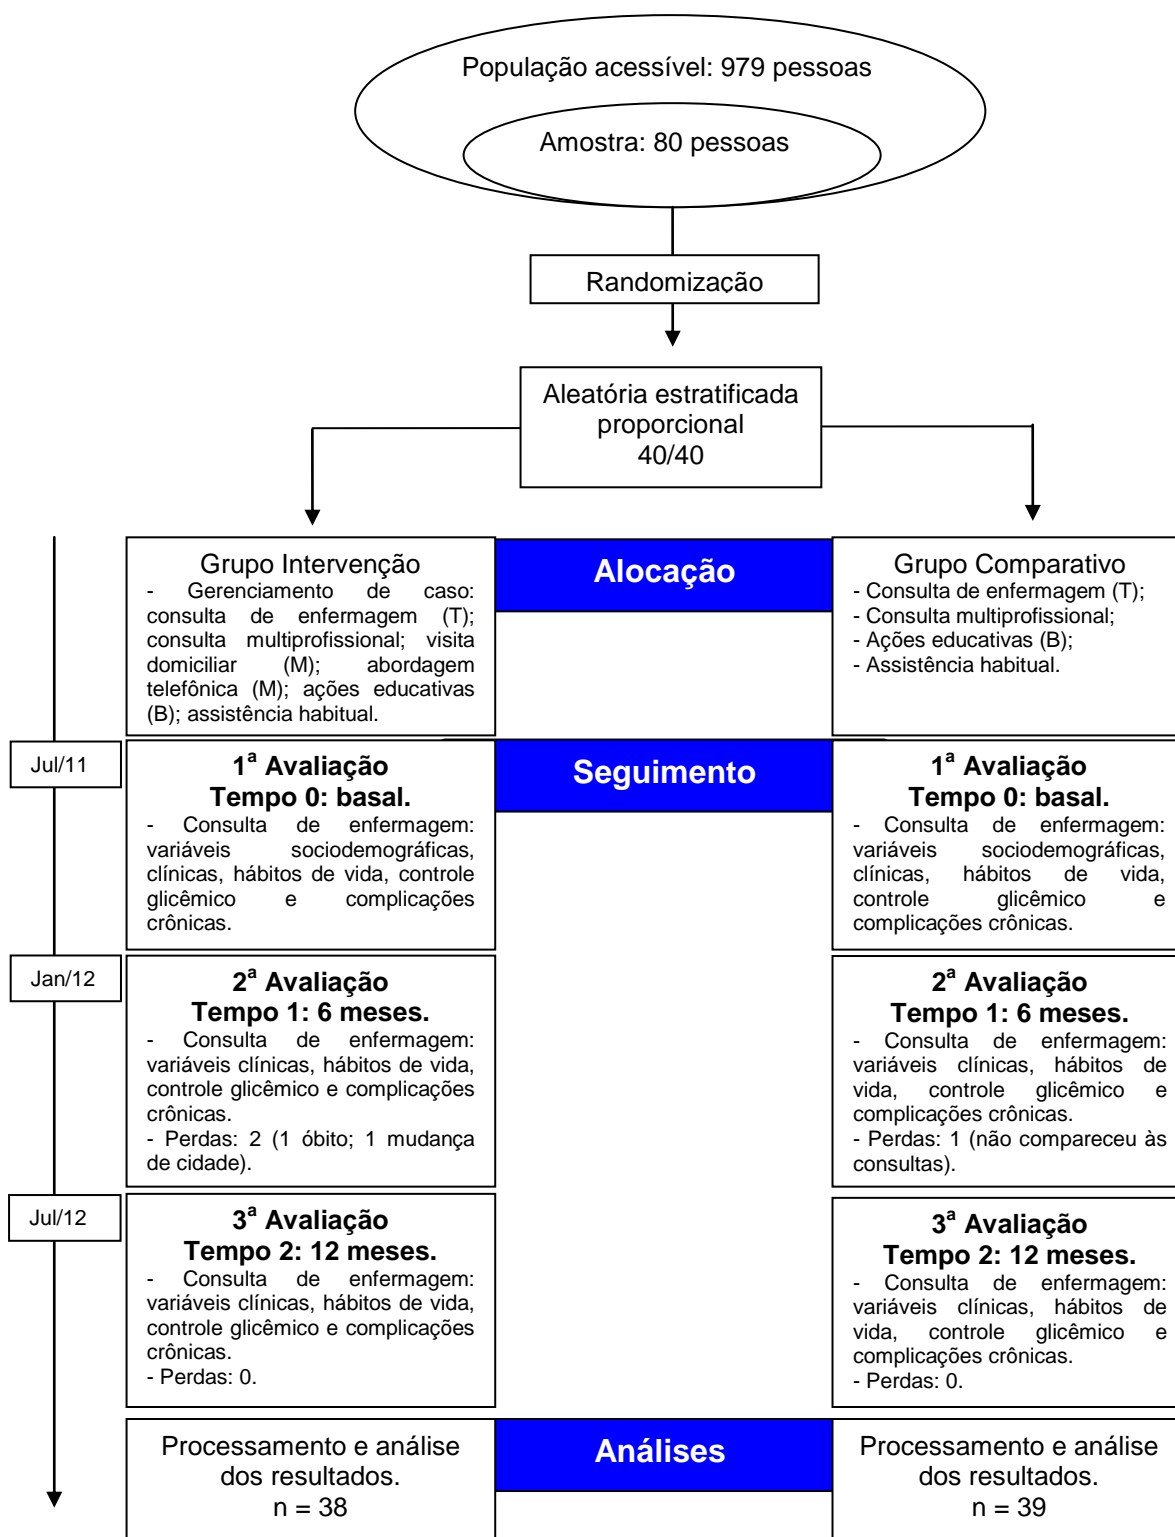 População acessível: 979 pessoas
Amostra: 80 pessoas
Randomização
Aleatória estratificada
proporcional
40/40
Grupo Intervenção
- Gerenciamento de caso:
consulta de enfermagem (T);
consulta multiprofissional; visita
domiciliar (M); abordagem
telefônica (M); ações educativas
(B); assistência habitual.
Alocação
Grupo Comparativo
- Consulta de enfermagem (T);
- Consulta multiprofissional;
- Ações educativas (B);
- Assistência habitual.
Jul/11
1ª Avaliação
Tempo 0: basal.
- Consulta de enfermagem:
variáveis sociodemográficas,
clínicas, hábitos de vida, controle
glicêmico e complicações
crônicas.
Seguimento
1ª Avaliação
Tempo 0: basal.
- Consulta de enfermagem:
variáveis sociodemográficas,
clínicas, hábitos de vida,
controle glicêmico e
complicações crônicas.
Jan/12
2ª Avaliação
Tempo 1: 6 meses.
- Consulta de enfermagem:
variáveis clínicas, hábitos de vida,
controle glicêmico e complicações
crônicas.
- Perdas: 2 (1 óbito; 1 mudança
de cidade).
2ª Avaliação
Tempo 1: 6 meses.
- Consulta de enfermagem:
variáveis clínicas, hábitos de
vida, controle glicêmico e
complicações crônicas.
- Perdas: 1 (não compareceu às
consultas).
Jul/12
3ª Avaliação
Tempo 2: 12 meses.
- Consulta de enfermagem:
variáveis clínicas, hábitos de vida,
controle glicêmico e complicações
crônicas.
- Perdas: 0.
3ª Avaliação
Tempo 2: 12 meses.
- Consulta de enfermagem:
variáveis clínicas, hábitos de
vida, controle glicêmico e
complicações crônicas.
- Perdas: 0.
Processamento e análise
dos resultados.
n = 38
Análises
Processamento e análise
dos resultados.
n = 39